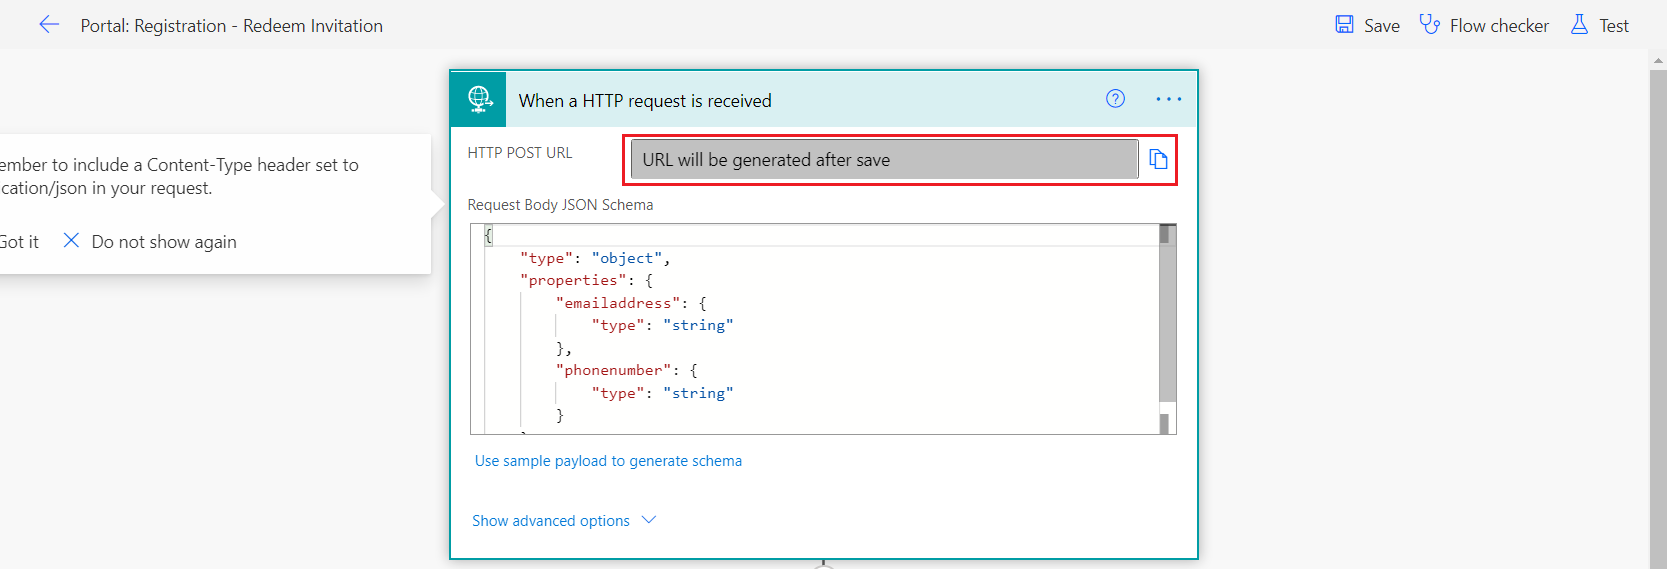 Portal: Registration - Redeem Invitation
Save
Flow checker
Test
When a HTTP request is received
ember to include a Content-Type header set to
cation/json in your request.
Got it
Do not show again
HTTP POST URL
URL will be generated after save
Request Body JSON Schema
{
"type": "object",
"properties": {
"emailaddress": {
"type": "string"
},
"phonenumber": {
"type": "string"
}
Use sample payload to generate schema
Show advanced options